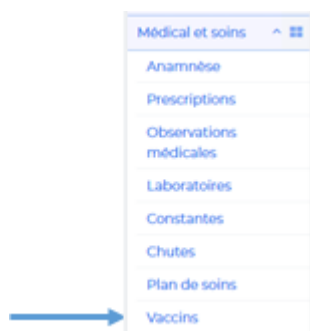 Médical et soins
Anamnèse
Prescriptions
Observations
médicales
Laboratoires
Constantes
Chutes
Plan de soins
Vaccins